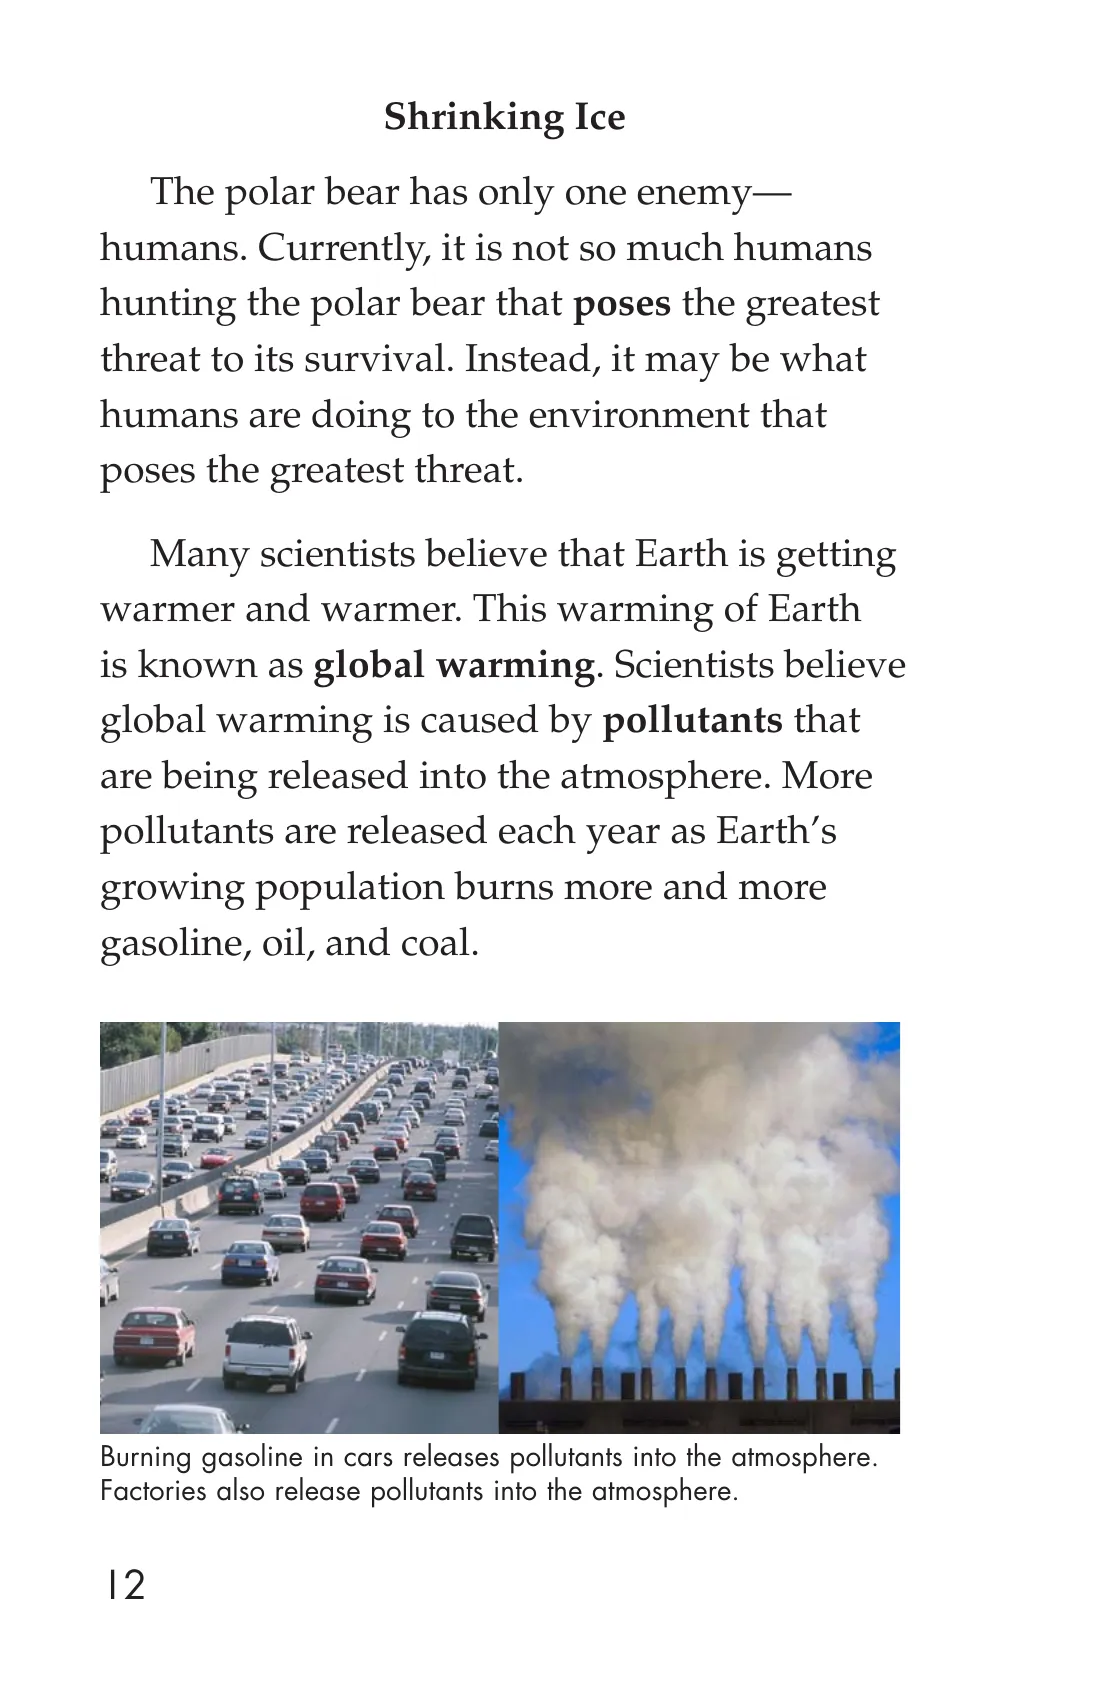 Shrinking Ice
The polar bear has only one enemy—
humans. Currently, it is not so much humans
hunting the polar bear that poses the greatest
threat to its survival. Instead, it may be what
humans are doing to the environment that
poses the greatest threat.
Many scientists believe that Earth is getting
warmer and warmer. This warming of Earth
is known as global warming. Scientists believe
global warming is caused by pollutants that
are being released into the atmosphere. More
pollutants are released each year as Earth’s
growing population burns more and more
gasoline, oil, and coal.
Burning gasoline in cars releases pollutants into the atmosphere.
Factories also release pollutants into the atmosphere.
12